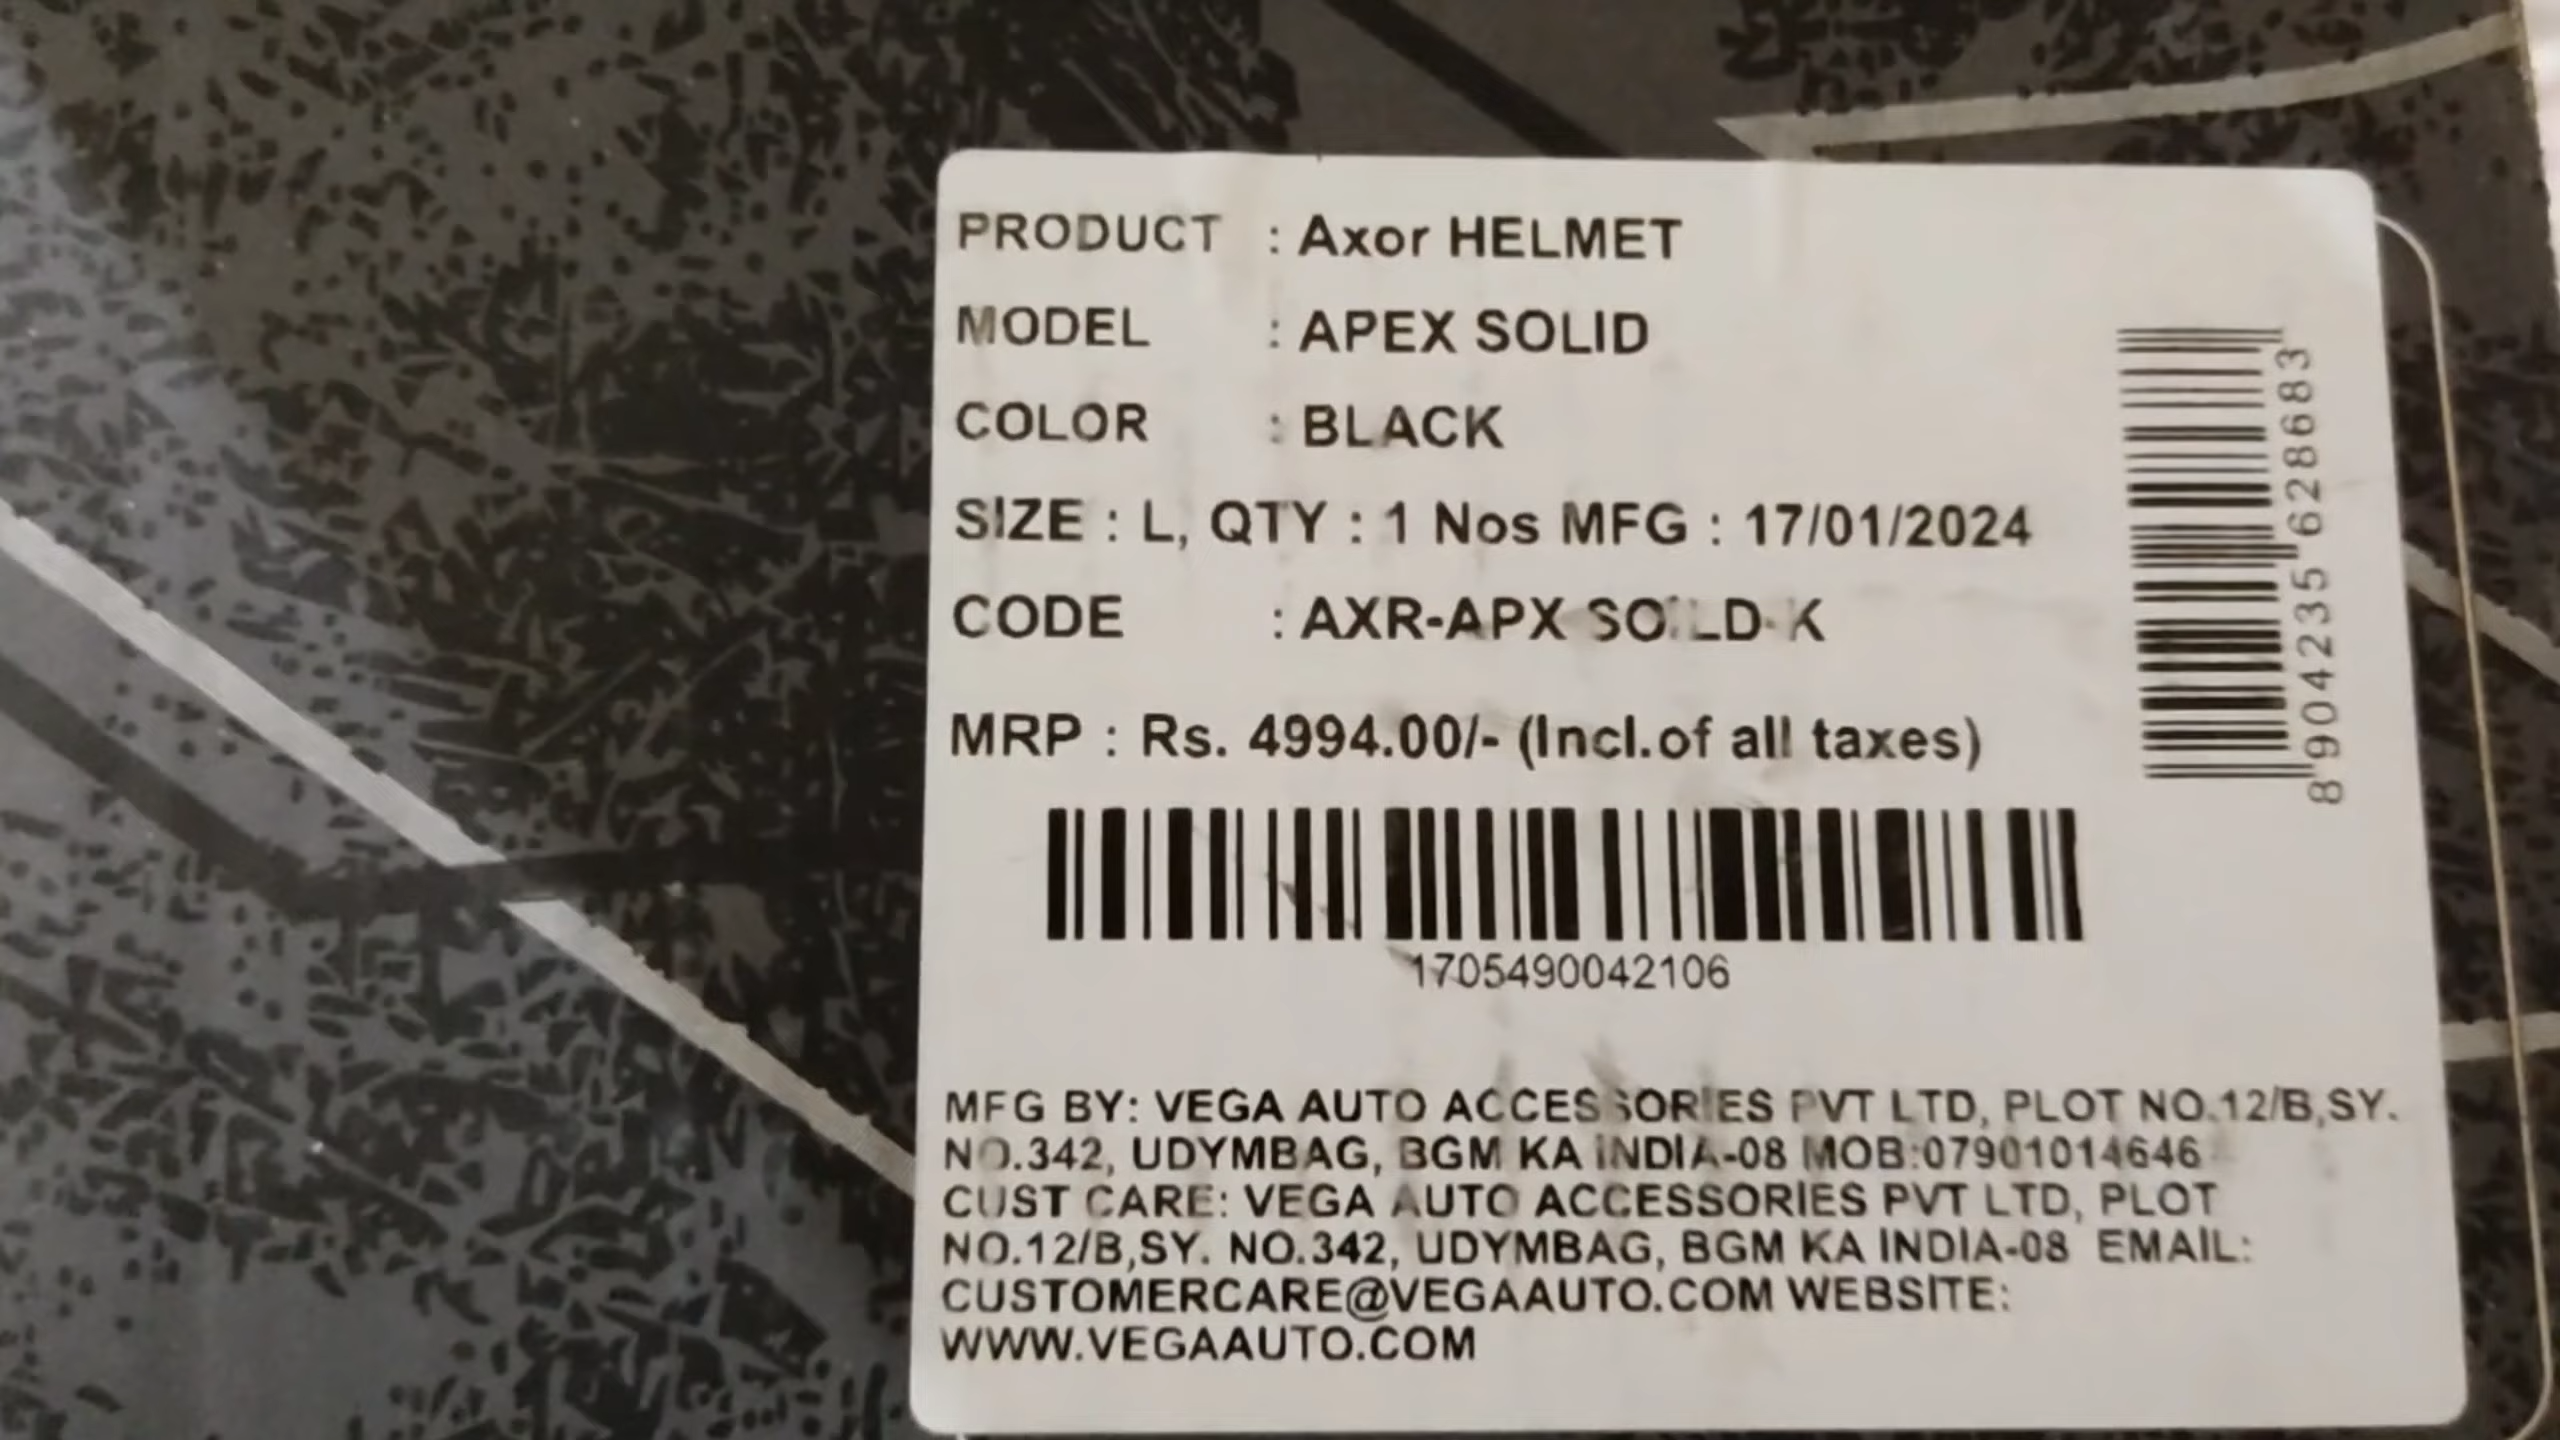 PRODUCT : Axor HELMET
MODEL : APEX SOLID
COLOR : BLACK
SIZE : L, QTY : 1 Nos MFG : 17/01/2024
CODE : AXR-APX SOLLD-K
MRP : Rs. 4994.00/- (Incl.of all taxes)
1705490042106
8904235628683
MFG BY: VEGA AUTO ACCESSORIES PVT LTD, PLOT NO.12/B,SY.
NO.342, UDYMBAG, BGM KA INDIA-08 MOB:07901014646
CUST CARE: VEGA AUTO ACCESSORIES PVT LTD, PLOT
NO.12/B,SY. NO.342, UDYMBAG, BGM KA INDIA-08 EMAIL:
CUSTOMERCARE@VEGAAUTO.COM WEBSITE:
WWW.VEGAAUTO.COM